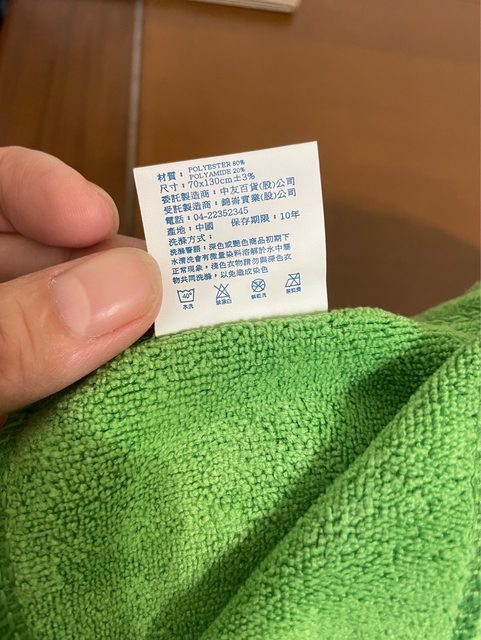 材質：POLYESTER 80%
POLYAMIDE 20%
尺寸：70x130cm±3%
委託製造商：中友百貨(股)公司
受託製造商：錦崙實業(股)公司
電話：04-22352345
產地：中國 保存期限：10年
洗滌方式：
洗滌警語：深色或艷色商品初期下
水清洗會有微量染料溶解於水中屬
正常現象，淺色衣物請勿與深色衣
物共同洗滌，以免造成染色
40°
水洗 禁漂白 禁乾洗 禁熨燙